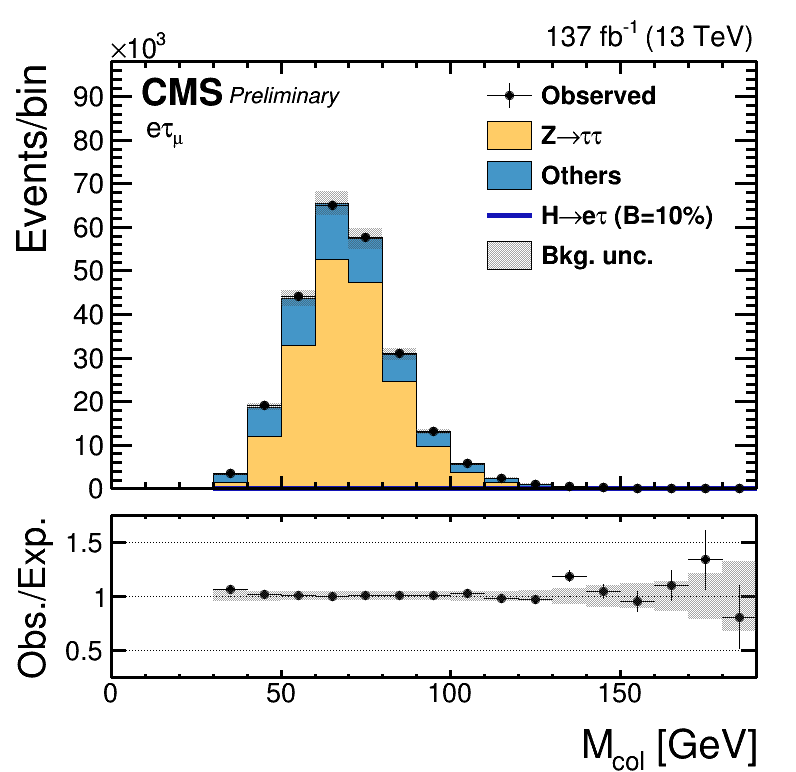 ×10³ 137 fb⁻¹ (13 TeV)
CMS Preliminary
eτμ
Observed
Z→ττ
Others
H→eτ (B=10%)
Bkg. unc.
Events/bin
90
80
70
60
50
40
30
20
10
0
Obs./Exp.
1.5
1
0.5
0 50 100 150
M_col [GeV]